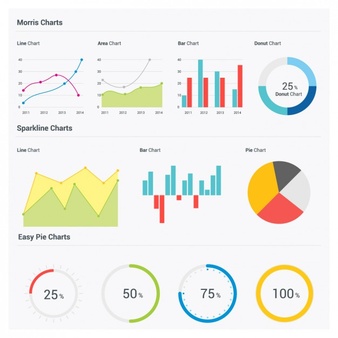 Morris Charts
Line Chart
Area Chart
Bar Chart
Donut Chart
40
30
20
10
0
2011 2012 2013 2014
40
30
20
10
0
2011 2012 2013 2014
40
30
20
10
0
2011 2012 2013 2014
25%
Donut Chart
Sparkline Charts
Line Chart
Bar Chart
Pie Chart
Easy Pie Charts
25%
50%
75%
100%